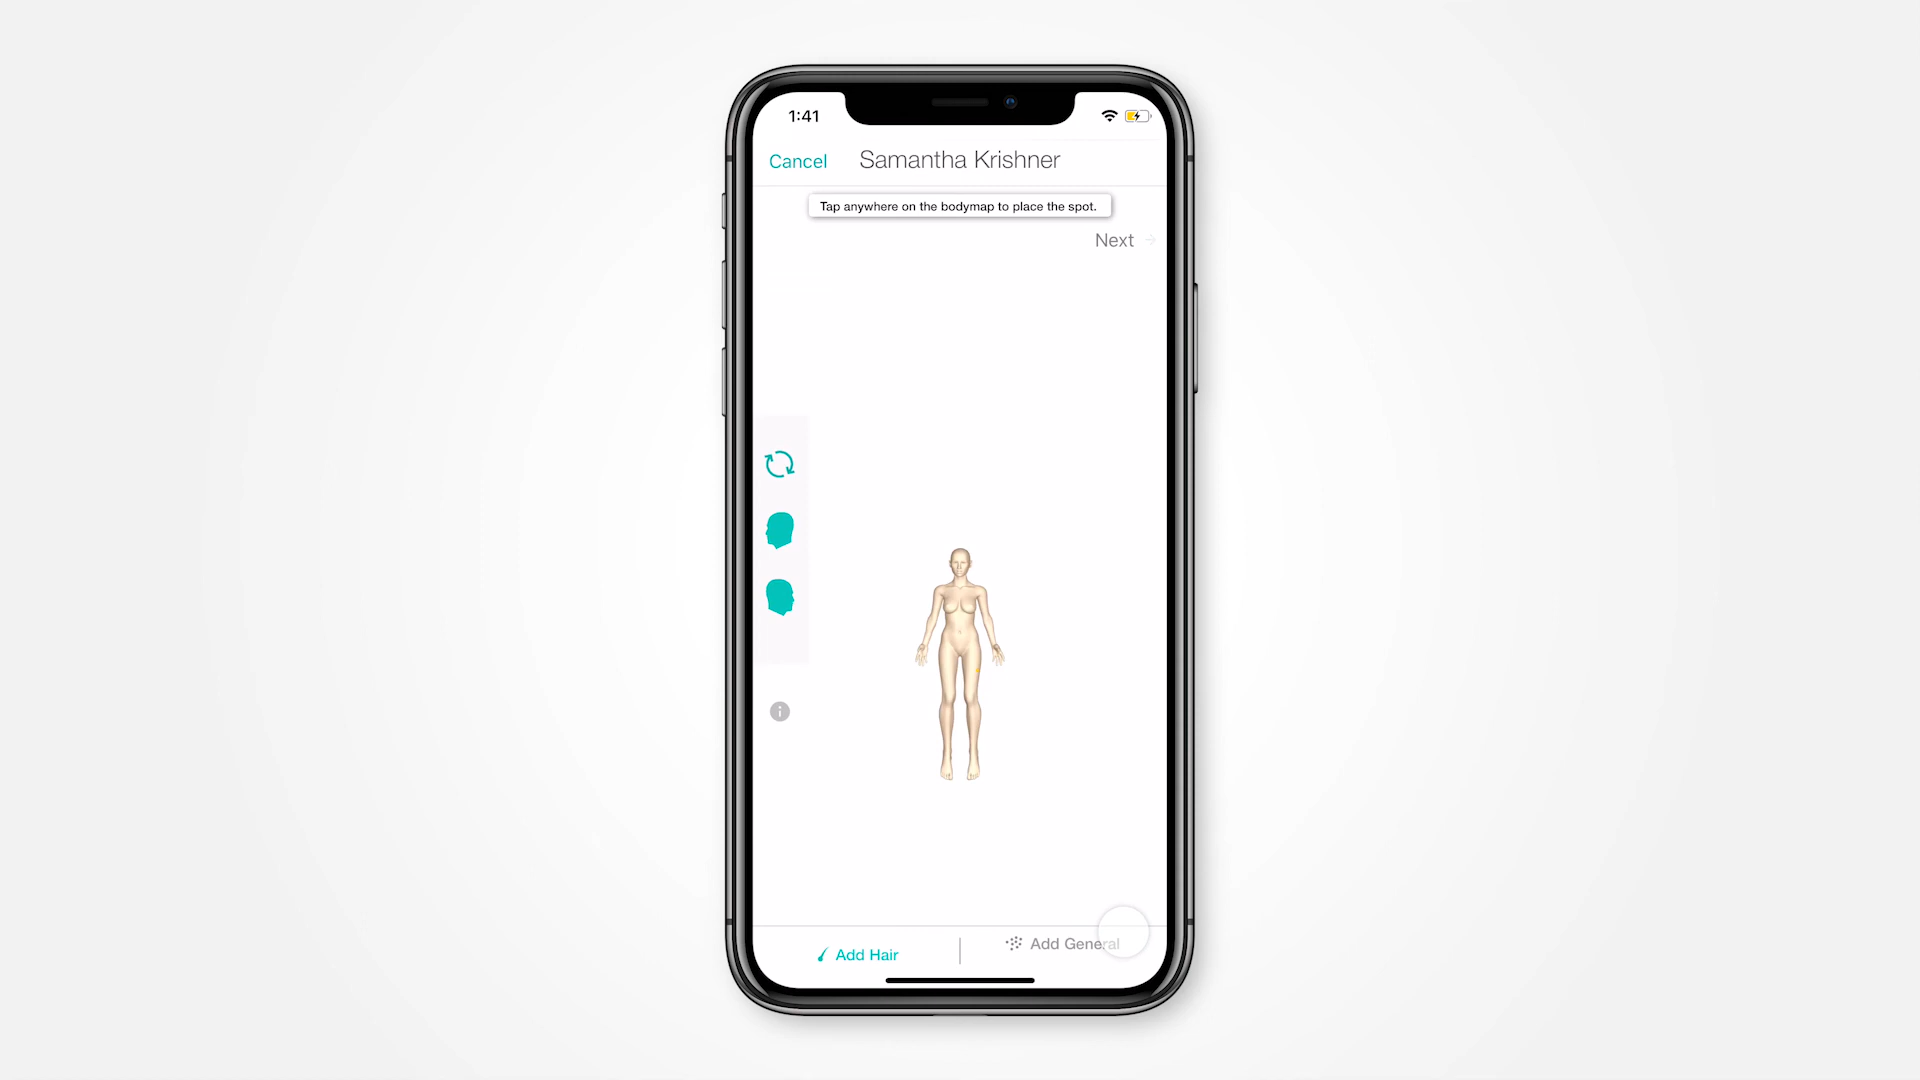 1:41
Cancel
Samantha Krishner
Tap anywhere on the bodymap to place the spot.
Next
Add Hair
Add General